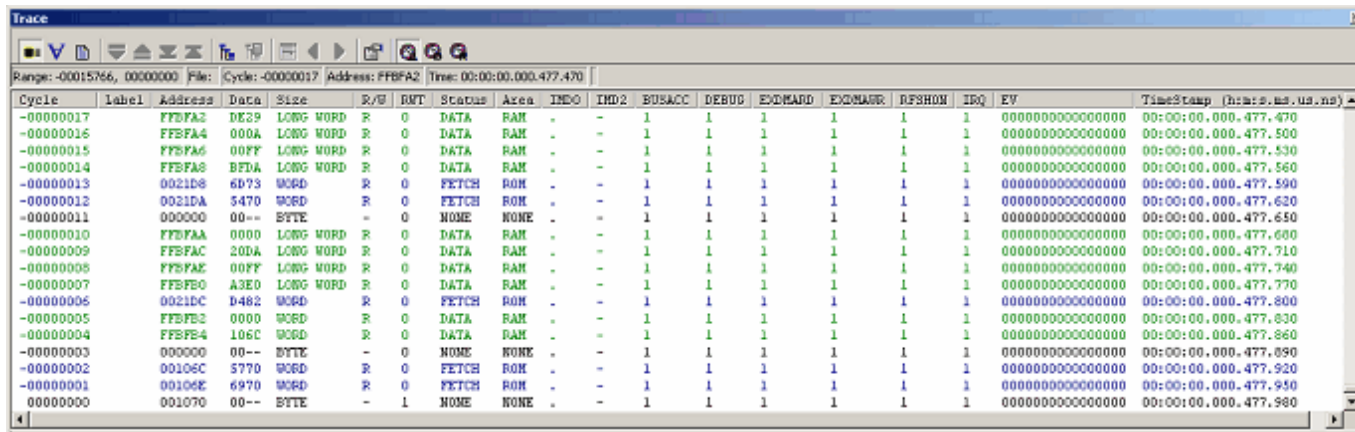 Trace
Range: -00015766, 00000000 File: Cycle: -00000017 Address: FFBFA2 Time: 00:00:00.000.477.470
Cycle Label Address Data Size R/W RWT Status Area IMDO IMD2 BUSACC DEBUG EXDMARD EXDMAWR RFSHON IRQ EV TimeStamp (h:m:s.ms.us.ns)
-00000017 FFBFA2 DE29 LONG WORD R 0 DATA RAM . - 1 1 1 1 1 1 0000000000000000 00:00:00.000.477.470
-00000016 FFBFA4 000A LONG WORD R 0 DATA RAM . - 1 1 1 1 1 1 0000000000000000 00:00:00.000.477.500
-00000015 FFBFA6 00FF LONG WORD R 0 DATA RAM . - 1 1 1 1 1 1 0000000000000000 00:00:00.000.477.530
-00000014 FFBFA8 BFDA LONG WORD R 0 DATA RAM . - 1 1 1 1 1 1 0000000000000000 00:00:00.000.477.560
-00000013 0021D8 6D73 WORD R 0 FETCH ROM . - 1 1 1 1 1 1 0000000000000000 00:00:00.000.477.590
-00000012 0021DA 5470 WORD R 0 FETCH ROM . - 1 1 1 1 1 1 0000000000000000 00:00:00.000.477.620
-00000011 000000 00-- BYTE - 0 NONE NONE . - 1 1 1 1 1 1 0000000000000000 00:00:00.000.477.650
-00000010 FFBFAA 0000 LONG WORD R 0 DATA RAM . - 1 1 1 1 1 1 0000000000000000 00:00:00.000.477.680
-00000009 FFBFAC 20DA LONG WORD R 0 DATA RAM . - 1 1 1 1 1 1 0000000000000000 00:00:00.000.477.710
-00000008 FFBFAE 00FF LONG WORD R 0 DATA RAM . - 1 1 1 1 1 1 0000000000000000 00:00:00.000.477.740
-00000007 FFBFB0 A3E0 LONG WORD R 0 DATA RAM . - 1 1 1 1 1 1 0000000000000000 00:00:00.000.477.770
-00000006 0021DC D482 WORD R 0 FETCH ROM . - 1 1 1 1 1 1 0000000000000000 00:00:00.000.477.800
-00000005 FFBFB2 0000 WORD R 0 DATA RAM . - 1 1 1 1 1 1 0000000000000000 00:00:00.000.477.830
-00000004 FFBFB4 106C WORD R 0 DATA RAM . - 1 1 1 1 1 1 0000000000000000 00:00:00.000.477.860
-00000003 000000 00-- BYTE - 0 NONE NONE . - 1 1 1 1 1 1 0000000000000000 00:00:00.000.477.890
-00000002 00106C 5770 WORD R 0 FETCH ROM . - 1 1 1 1 1 1 0000000000000000 00:00:00.000.477.920
-00000001 00106E 6970 WORD R 0 FETCH ROM . - 1 1 1 1 1 1 0000000000000000 00:00:00.000.477.950
00000000 001070 00-- BYTE - 1 NONE NONE . - 1 1 1 1 1 1 0000000000000000 00:00:00.000.477.980